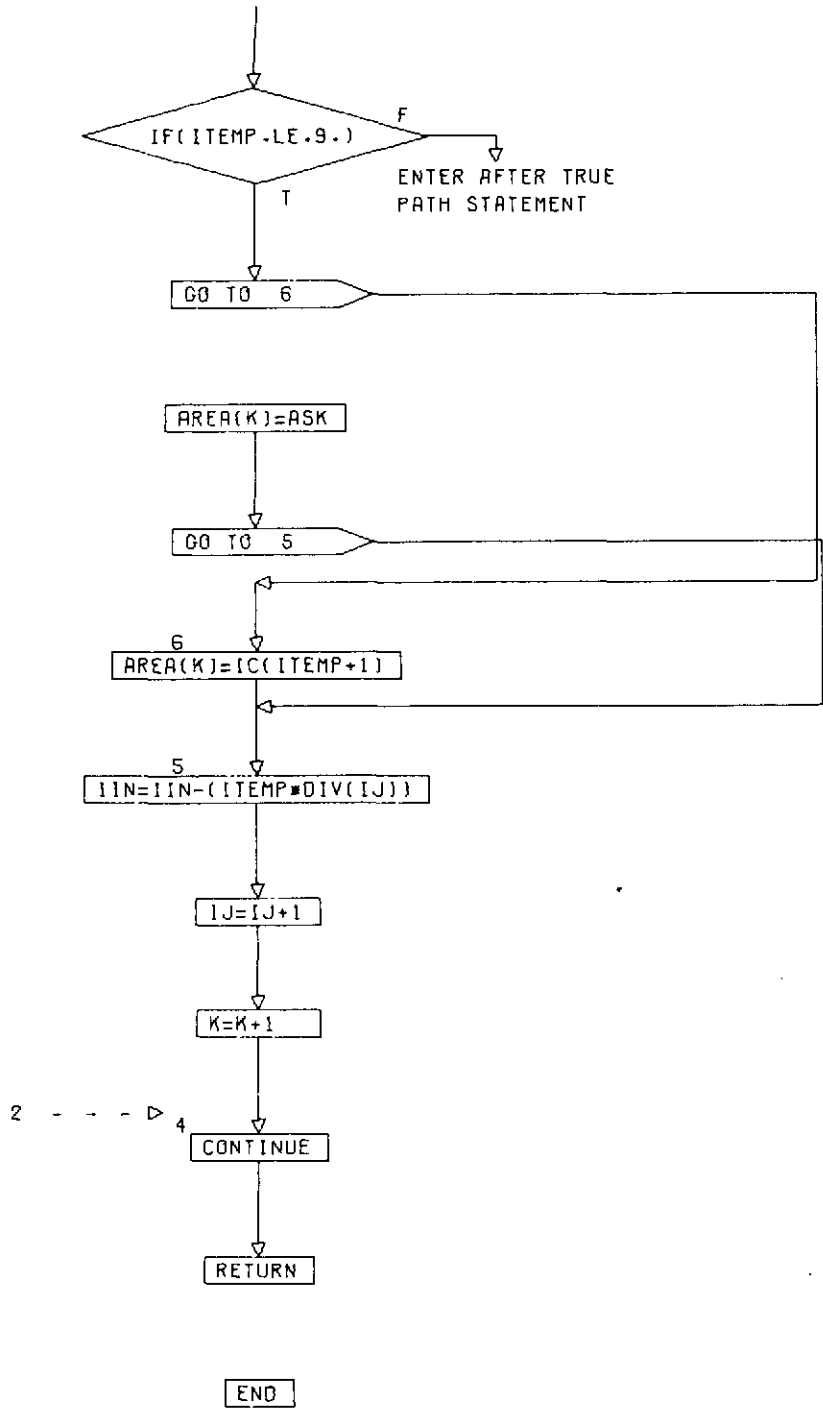 F
IF(ITEMP.LE.9.)
ENTER AFTER TRUE
PATH STATEMENT
T
GO TO 6
AREA(K)=ASK
GO TO 5
6
AREA(K)=IC(ITEMP+1)
5
IIN=IIN-(ITEMP*DIV(IJ))
IJ=IJ+1
K=K+1
2
4
CONTINUE
RETURN
END